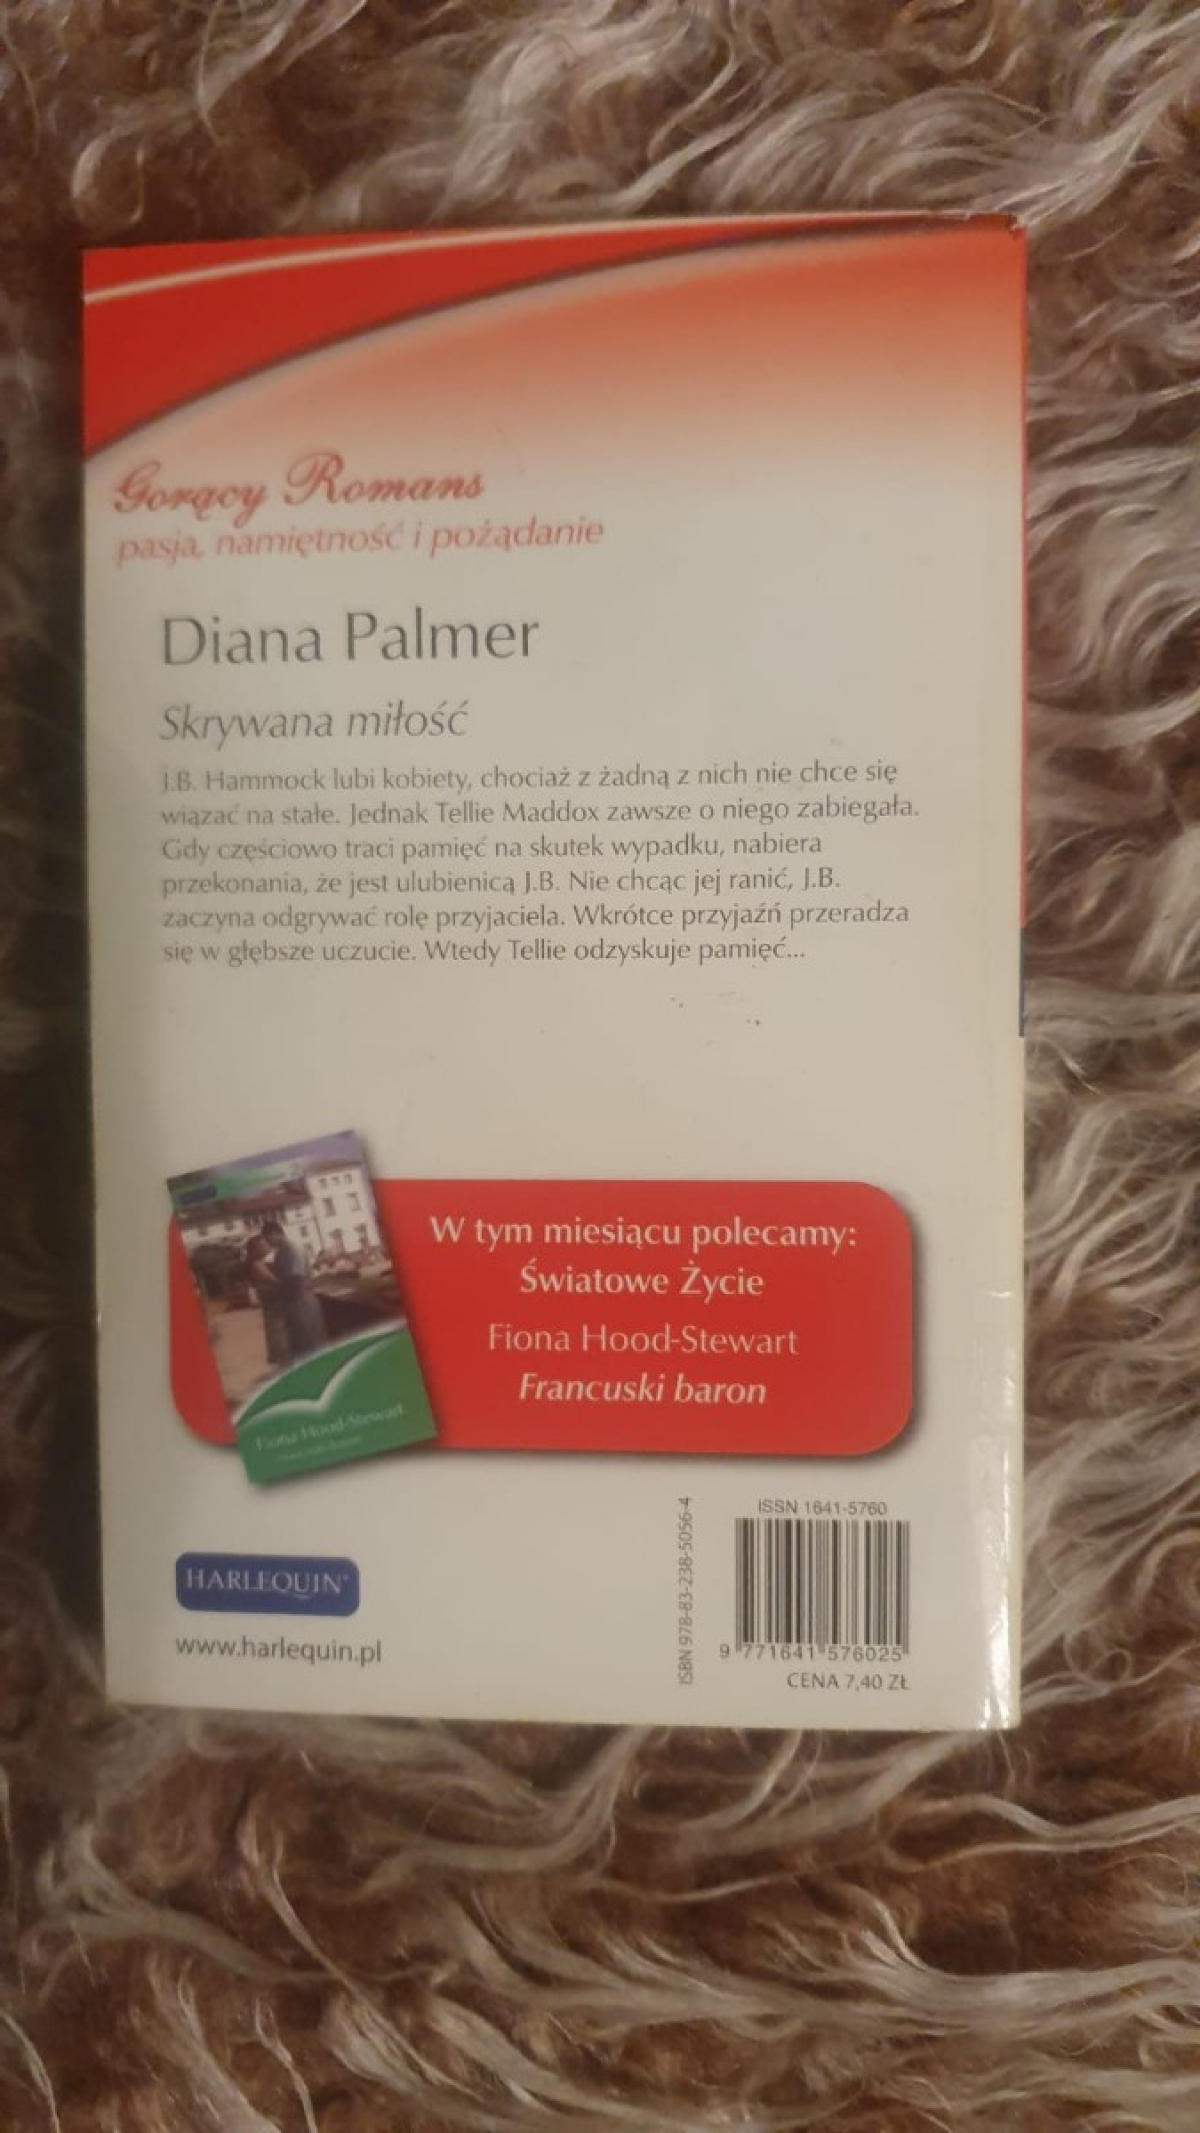 Gorący Romans
pasja, namiętność i pożądanie
Diana Palmer
Skrywana miłość
J.B. Hammock lubi kobiety, chociaż z żadną z nich nie chce się
wiązać na stałe. Jednak Tellie Maddox zawsze o niego zabiegała.
Gdy częściowo traci pamięć na skutek wypadku, nabiera
przekonania, że jest ulubienicą J.B. Nie chcąc jej ranić, J.B.
zaczyna odgrywać rolę przyjaciela. Wkrótce przyjaźń przeradza
się w głębsze uczucie. Wtedy Tellie odzyskuje pamięć...
W tym miesiącu polecamy:
Światowe Życie
Fiona Hood-Stewart
Francuski baron
Fiona Hood-Stewart
HARLEQUIN®
www.harlequin.pl
ISBN 978-83-238-5056-4
ISSN 1641-5760
9 771641 576025
CENA 7,40 ZŁ